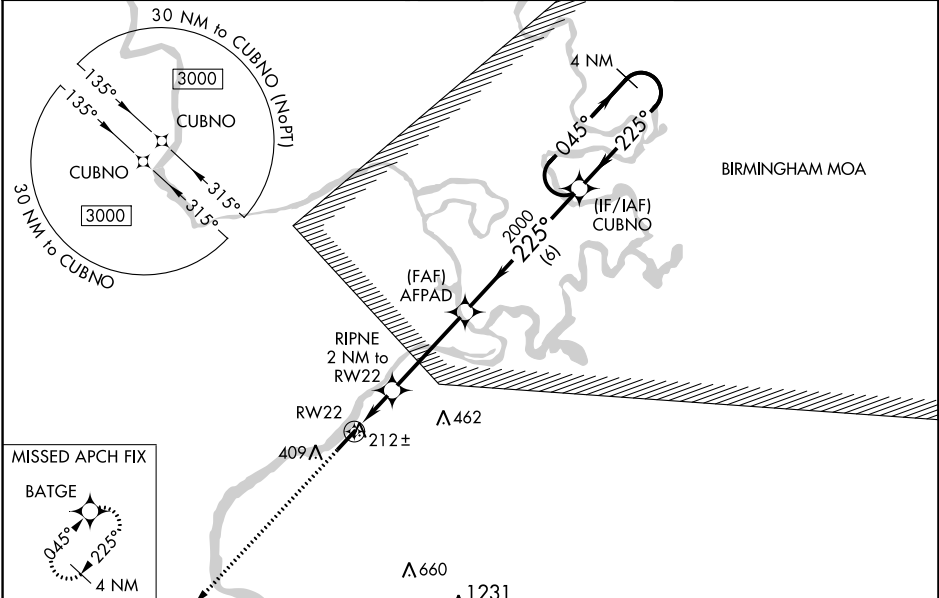 30 NM to CUBNO (NoPT)
3000
135°
CUBNO
315°
135°
CUBNO
315°
3000
30 NM to CUBNO
4 NM
045°
225°
BIRMINGHAM MOA
(IF/IAF)
CUBNO
2000
225°
(6)
(FAF)
AFPAD
RIPNE
2 NM to
RW22
RW22
462
212±
409
MISSED APCH FIX
BATGE
045°
225°
4 NM
660
1231